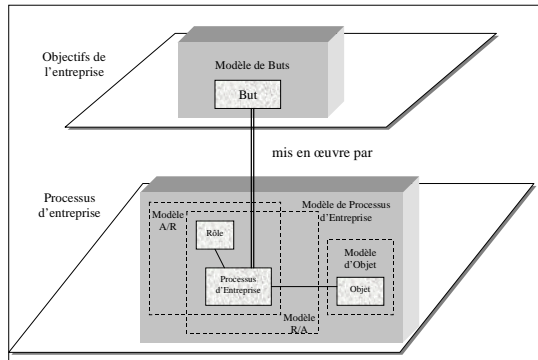 Objectifs de
l'entreprise
Modèle de Buts
But
mis en œuvre par
Processus
d'entreprise
Modèle
A/R
Modèle de Processus
d'Entreprise
Rôle
Modèle
d'Objet
Processus
d'Entreprise
Objet
Modèle
R/A